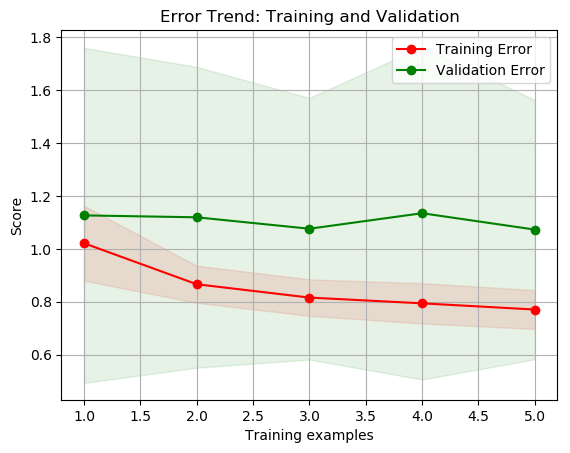 Error Trend: Training and Validation
Training Error
Validation Error
Score
1.8
1.6
1.4
1.2
1.0
0.8
0.6
1.0 1.5 2.0 2.5 3.0 3.5 4.0 4.5 5.0
Training examples